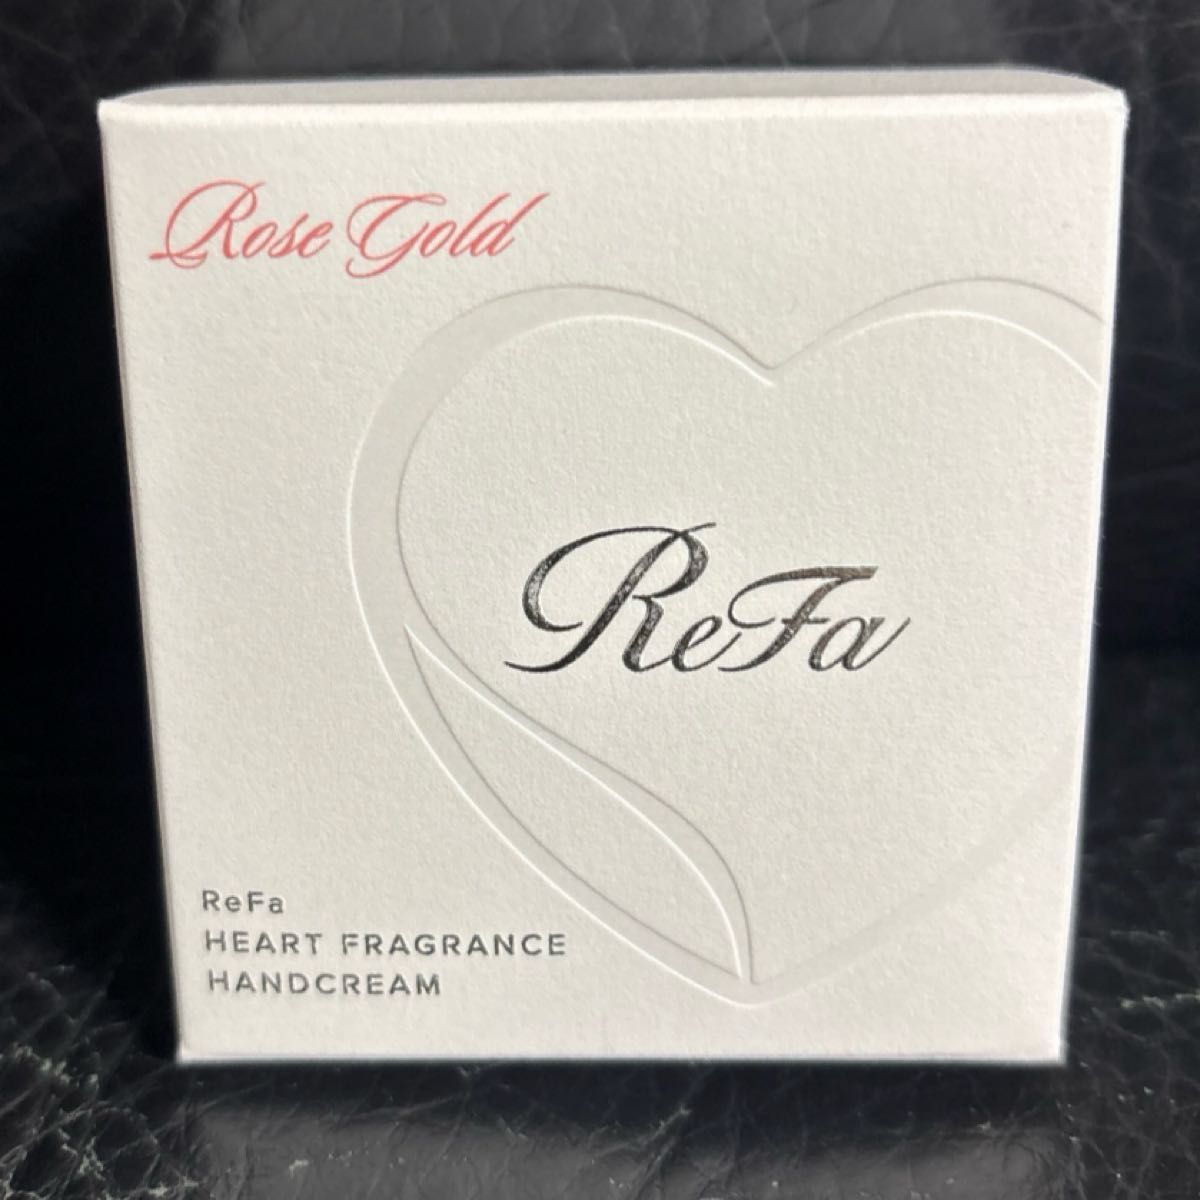 Rose Gold
ReFa
ReFa
HEART FRAGRANCE
HANDCREAM